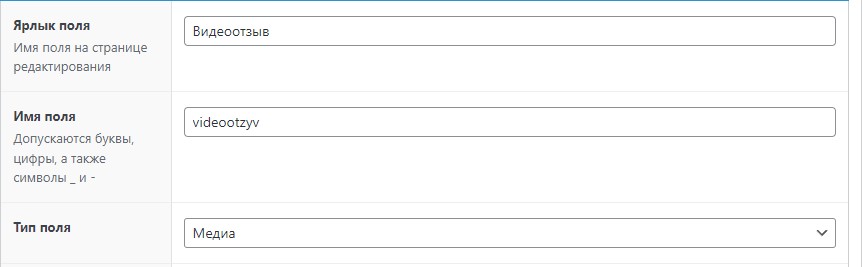 Ярлык поля
Имя поля на странице
редактирования
Видеоотзыв
Имя поля
Допускаются буквы,
цифры, а также
символы _ и -
videootzyv
Тип поля
Медиа